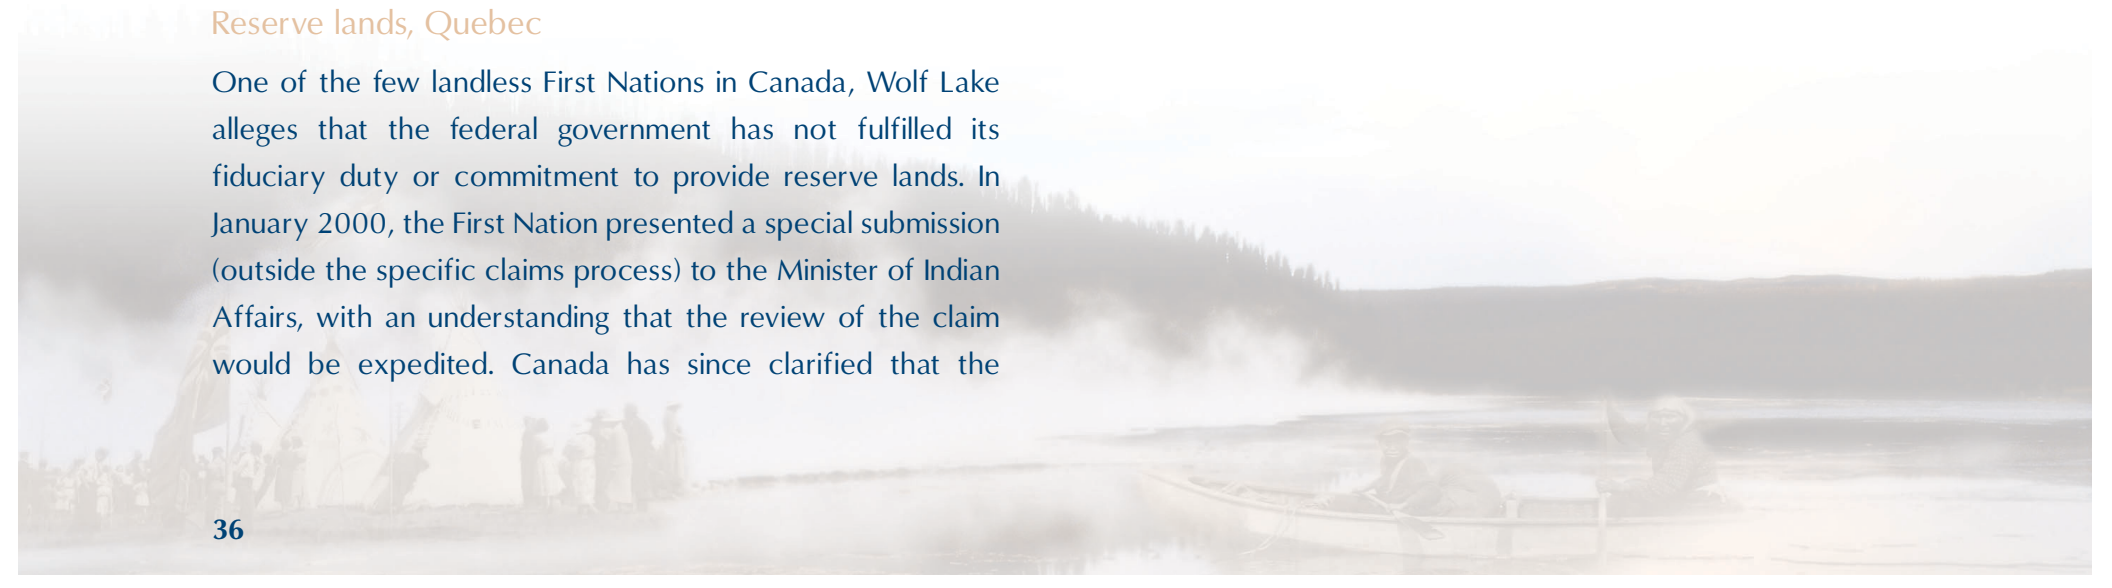 Reserve lands, Quebec
One of the few landless First Nations in Canada, Wolf Lake
alleges that the federal government has not fulfilled its
fiduciary duty or commitment to provide reserve lands. In
January 2000, the First Nation presented a special submission
(outside the specific claims process) to the Minister of Indian
Affairs, with an understanding that the review of the claim
would be expedited. Canada has since clarified that the
36